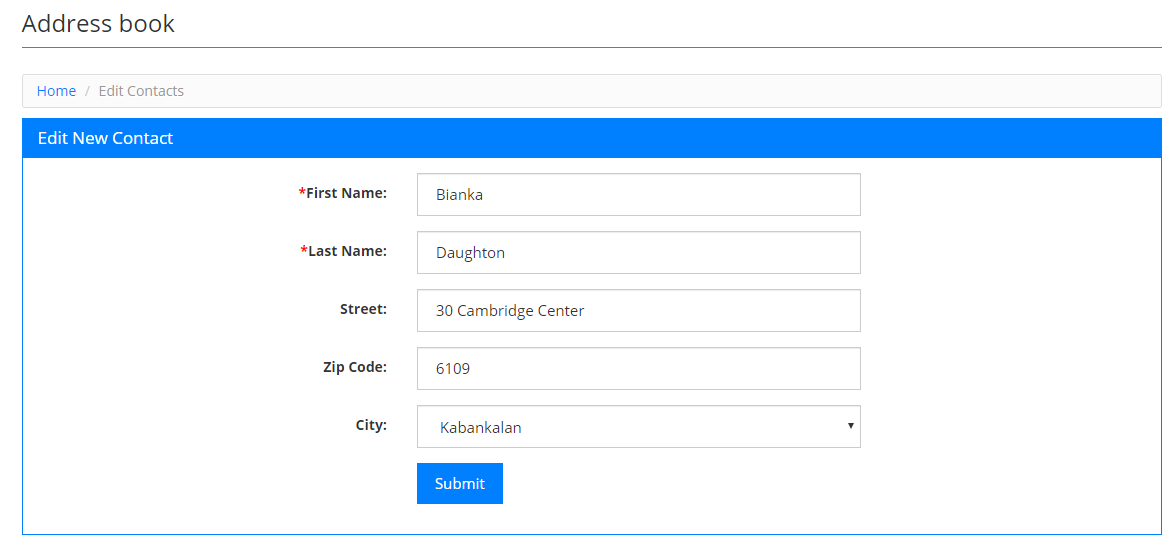 Address book
Home / Edit Contacts
Edit New Contact
*First Name: Bianka
*Last Name: Daughton
Street: 30 Cambridge Center
Zip Code: 6109
City: Kabankalan
Submit